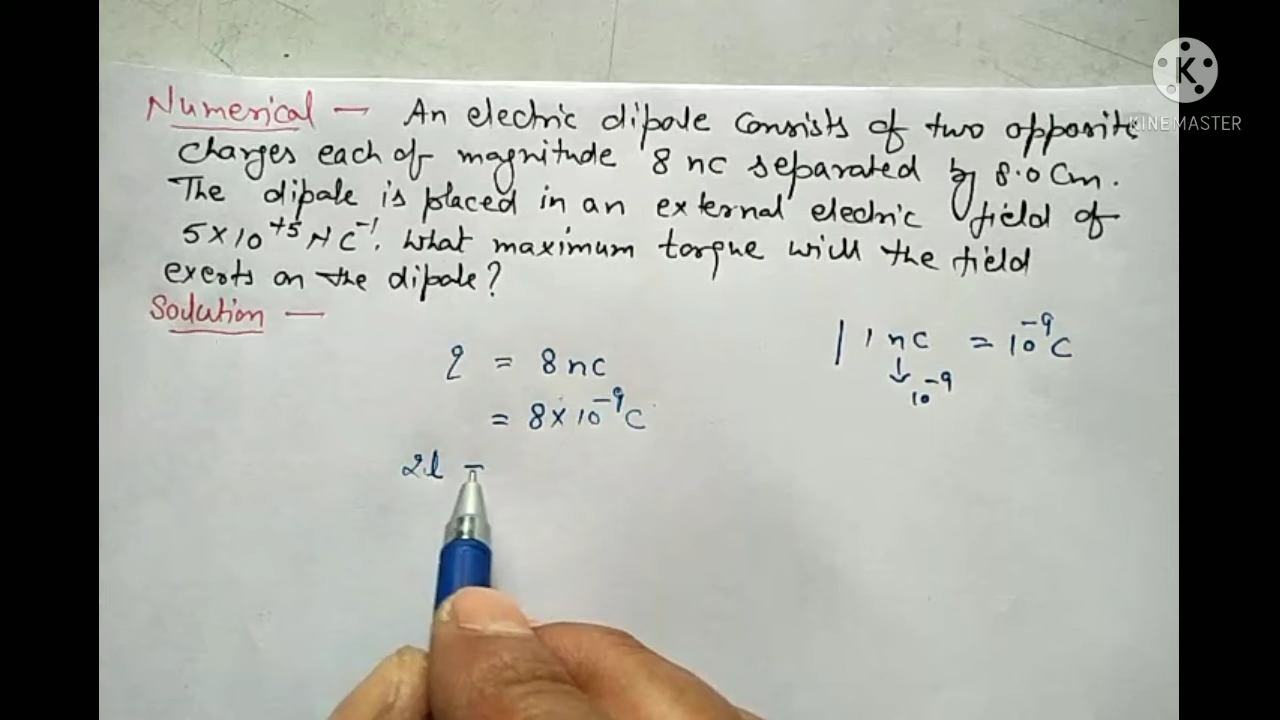 Numerical — An electric dipole consists of two opposite
charges each of magnitude 8 nc separated by 8.0 Cm.
The dipole is placed in an external electric field of
5×10⁺⁵ N C⁻¹. What maximum torque will the field
exerts on the dipole?
Solution —
| 1 nc = 10⁻⁹ C
↓
10⁻⁹
q = 8 nc
= 8×10⁻⁹ C
2l =
K
KINEMASTER